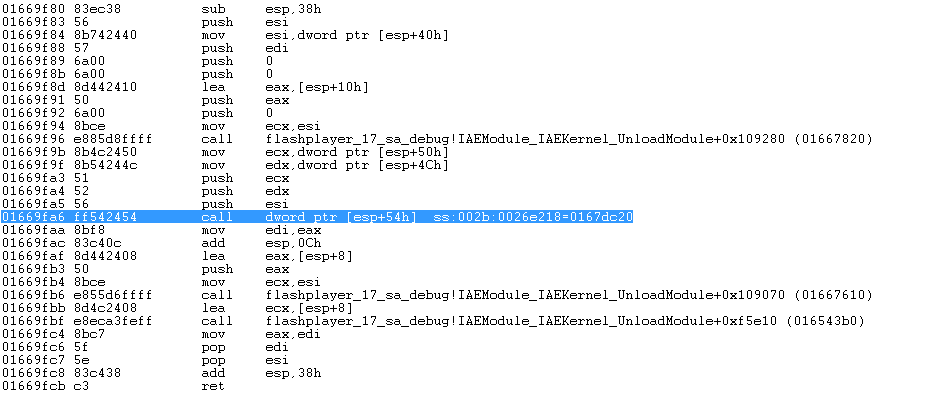 01669f80 83ec38 sub esp,38h
01669f83 56 push esi
01669f84 8b742440 mov esi,dword ptr [esp+40h]
01669f88 57 push edi
01669f89 6a00 push 0
01669f8b 6a00 push 0
01669f8d 8d442410 lea eax,[esp+10h]
01669f91 50 push eax
01669f92 6a00 push 0
01669f94 8bce mov ecx,esi
01669f96 e885d8ffff call flashplayer_17_sa_debug!IAEModule_IAEKernel_UnloadModule+0x109280 (01667820)
01669f9b 8b4c2450 mov ecx,dword ptr [esp+50h]
01669f9f 8b54244c mov edx,dword ptr [esp+4Ch]
01669fa3 51 push ecx
01669fa4 52 push edx
01669fa5 56 push esi
01669fa6 ff542454 call dword ptr [esp+54h] ss:002b:0026e218=0167dc20
01669faa 8bf8 mov edi,eax
01669fac 83c40c add esp,0Ch
01669faf 8d442408 lea eax,[esp+8]
01669fb3 50 push eax
01669fb4 8bce mov ecx,esi
01669fb6 e855d6ffff call flashplayer_17_sa_debug!IAEModule_IAEKernel_UnloadModule+0x109070 (01667610)
01669fbb 8d4c2408 lea ecx,[esp+8]
01669fbf e8eca3feff call flashplayer_17_sa_debug!IAEModule_IAEKernel_UnloadModule+0xf5e10 (016543b0)
01669fc4 8bc7 mov eax,edi
01669fc6 5f pop edi
01669fc7 5e pop esi
01669fc8 83c438 add esp,38h
01669fcb c3 ret